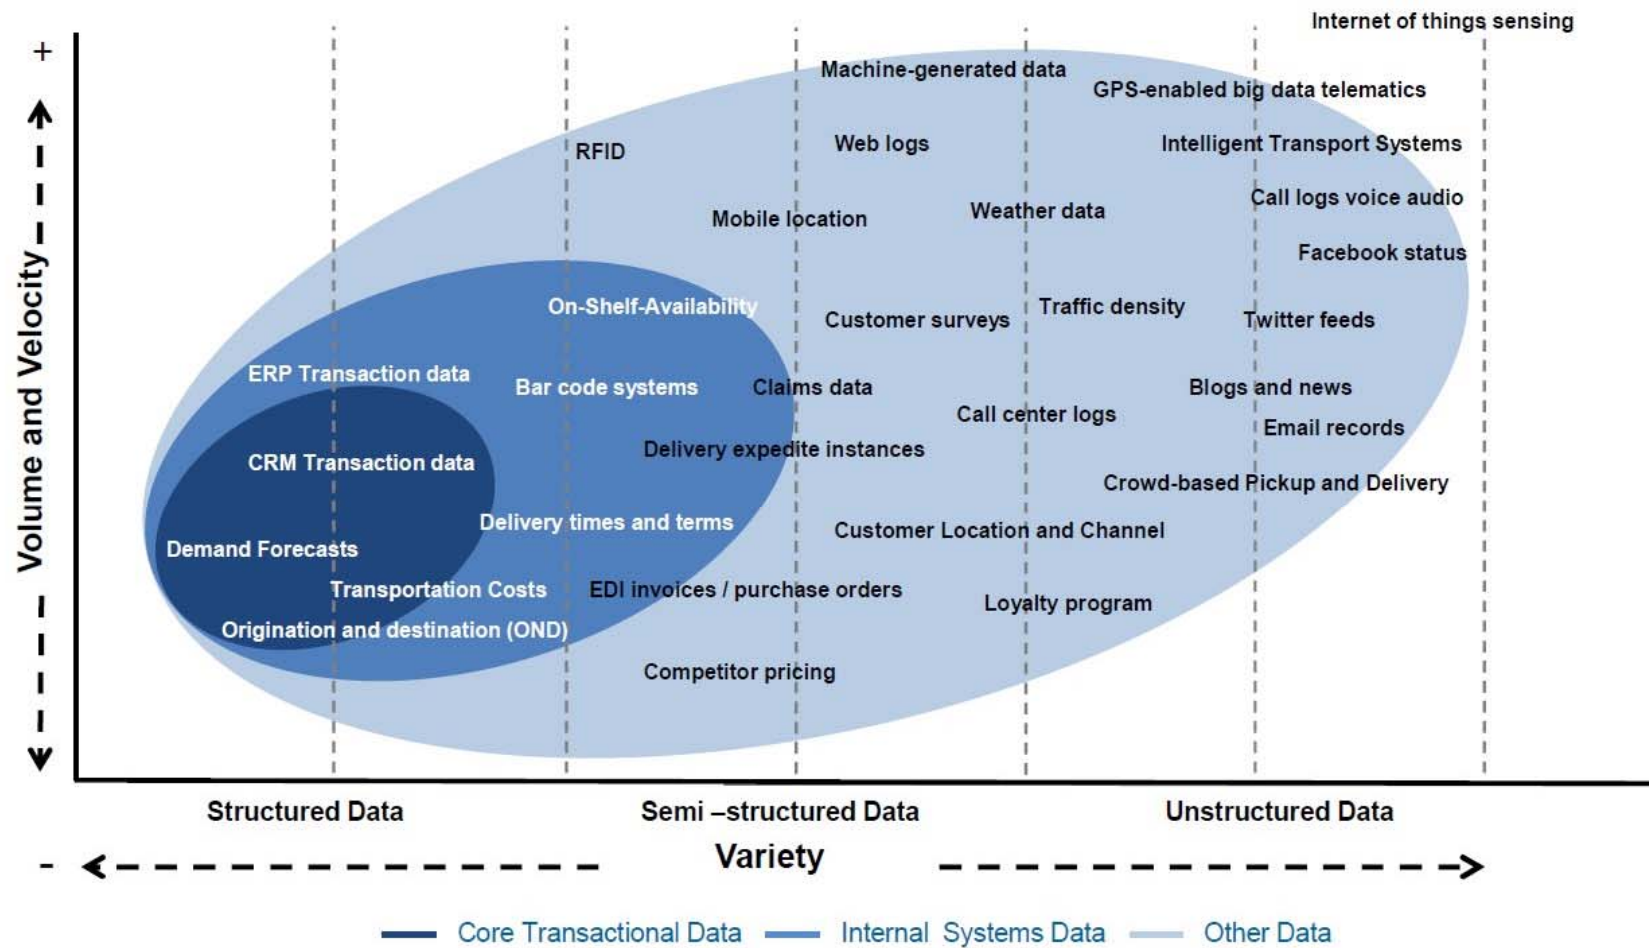 Internet of things sensing
+
Machine-generated data
GPS-enabled big data telematics
RFID
Web logs
Intelligent Transport Systems
Call logs voice audio
Mobile location
Weather data
Facebook status
On-Shelf-Availability
Customer surveys
Traffic density
Twitter feeds
ERP Transaction data
Bar code systems
Claims data
Blogs and news
Call center logs
Email records
CRM Transaction data
Delivery expedite instances
Crowd-based Pickup and Delivery
Delivery times and terms
Customer Location and Channel
Demand Forecasts
Transportation Costs
EDI invoices / purchase orders
Loyalty program
Origination and destination (OND)
Competitor pricing
Volume and Velocity
Structured Data
Semi –structured Data
Unstructured Data
-
Variety
Core Transactional Data
Internal Systems Data
Other Data